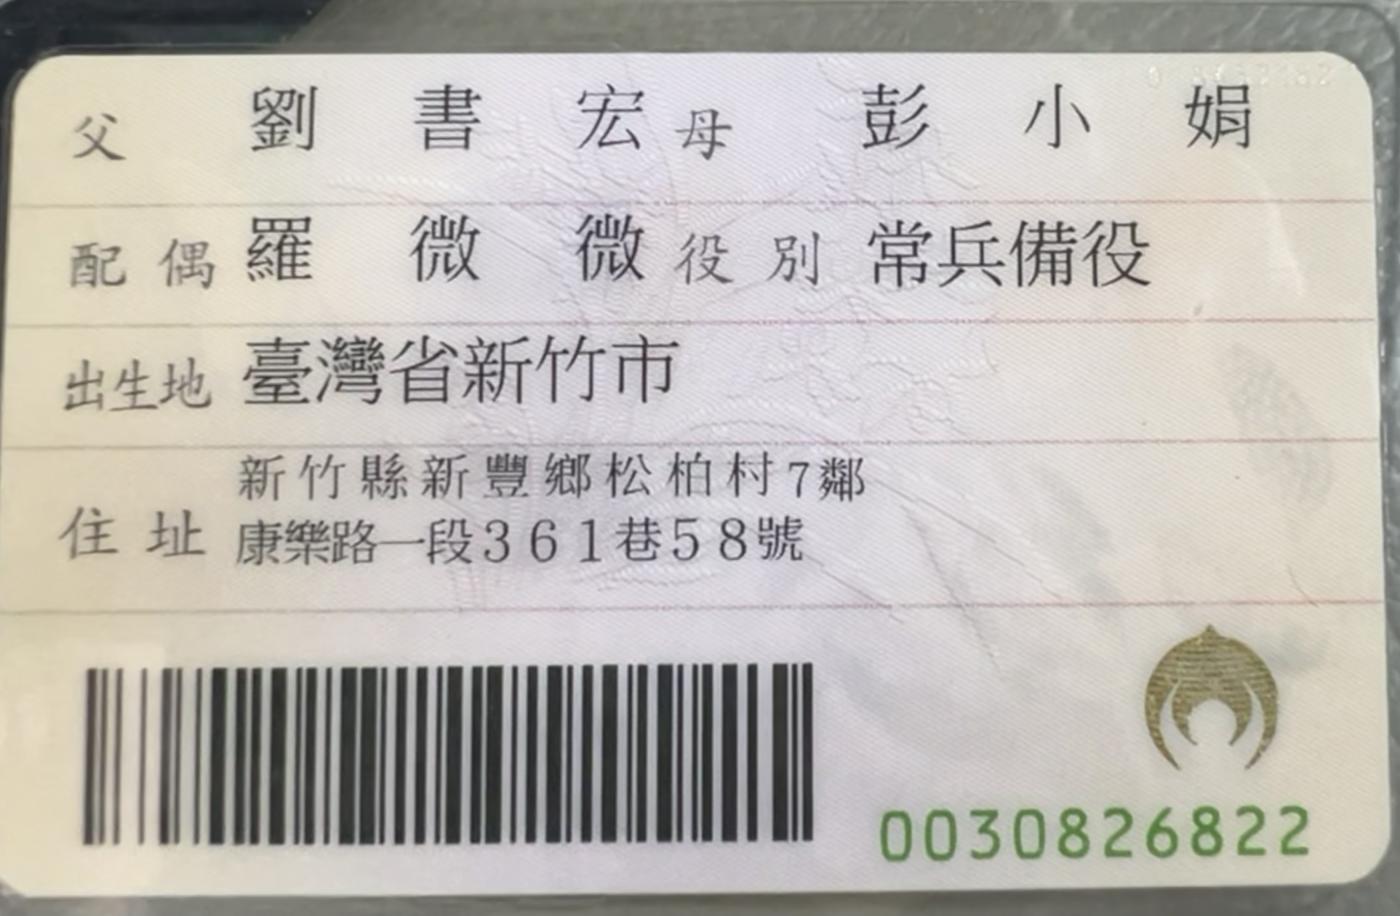 父 劉書宏 母 彭小娟
配偶 羅微微 役別 常兵備役
出生地 臺灣省新竹市
住址 新竹縣新豐鄉松柏村7鄰
康樂路一段361巷58號
0030826822